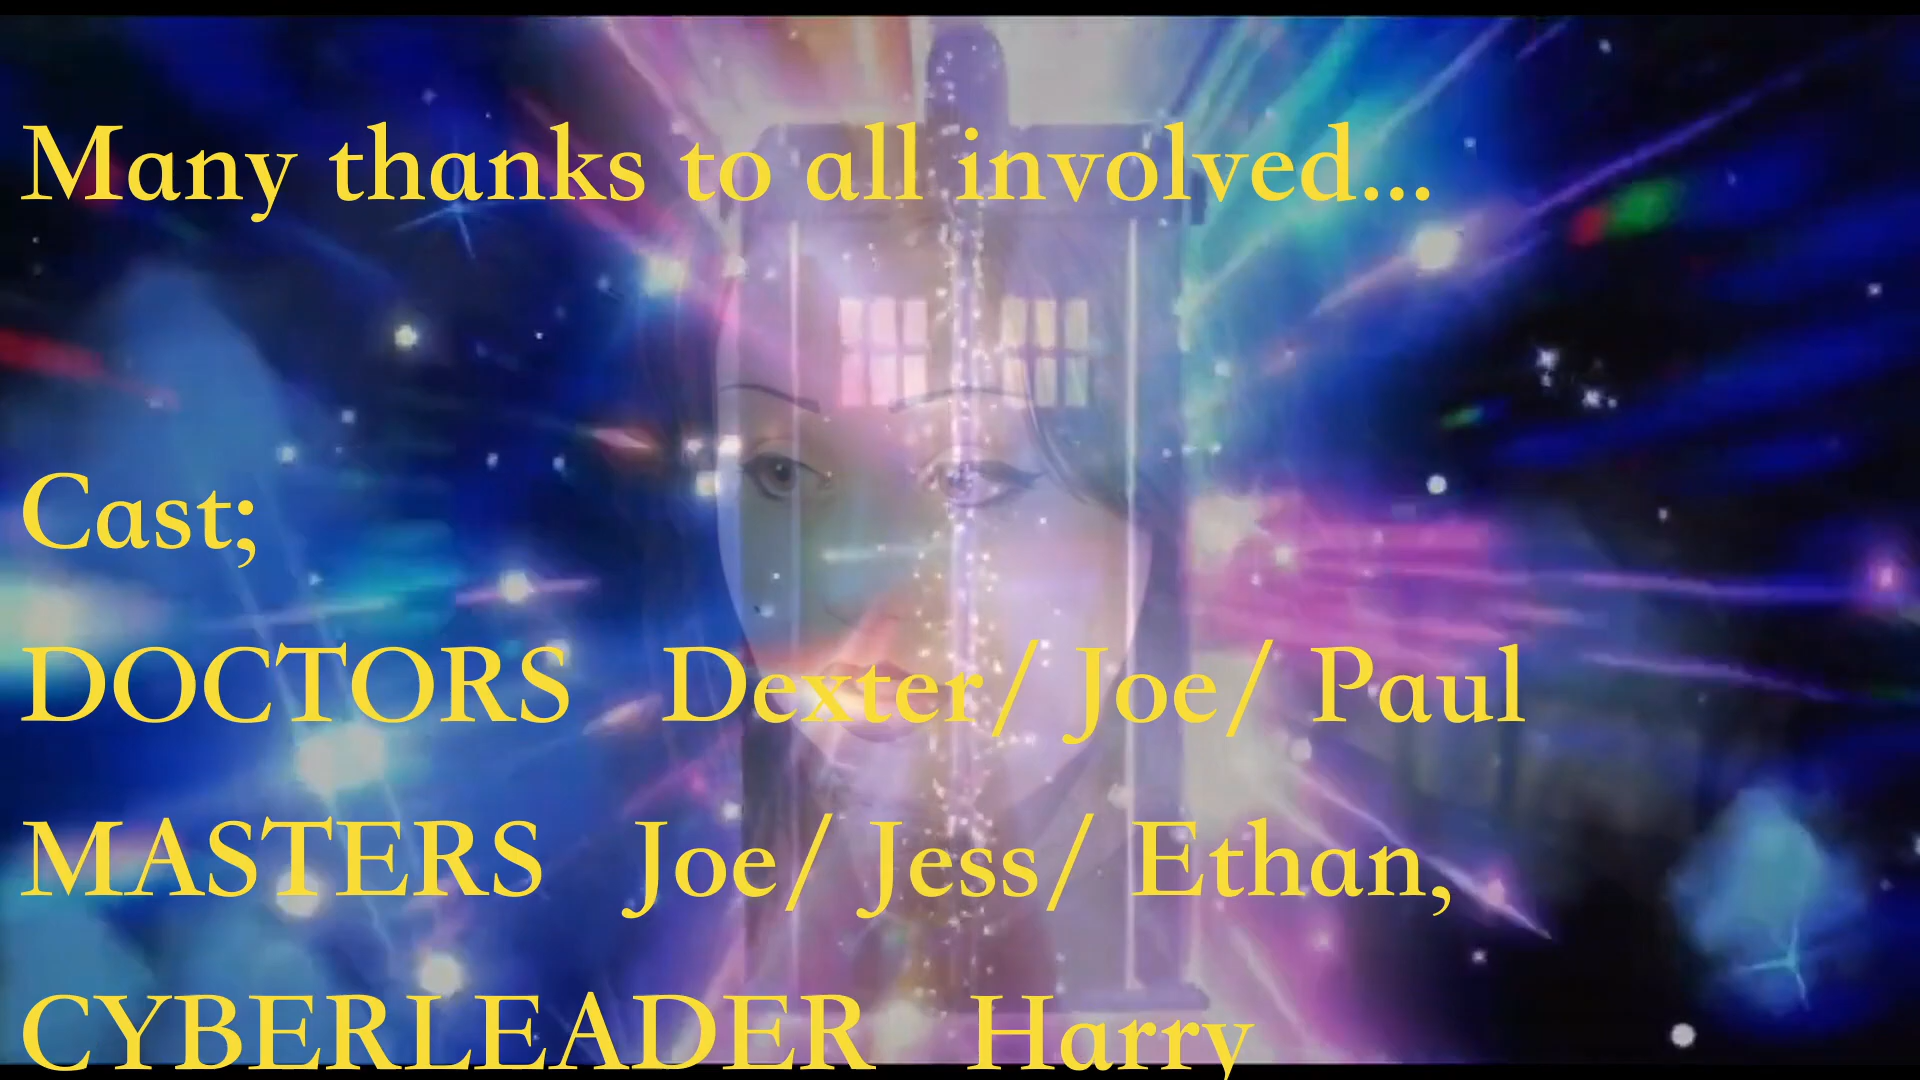 Many thanks to all involved...
Cast;
DOCTORS Dexter/ Joe/ Paul
MASTERS Joe/ Jess/ Ethan,
CYBERLEADER Harry